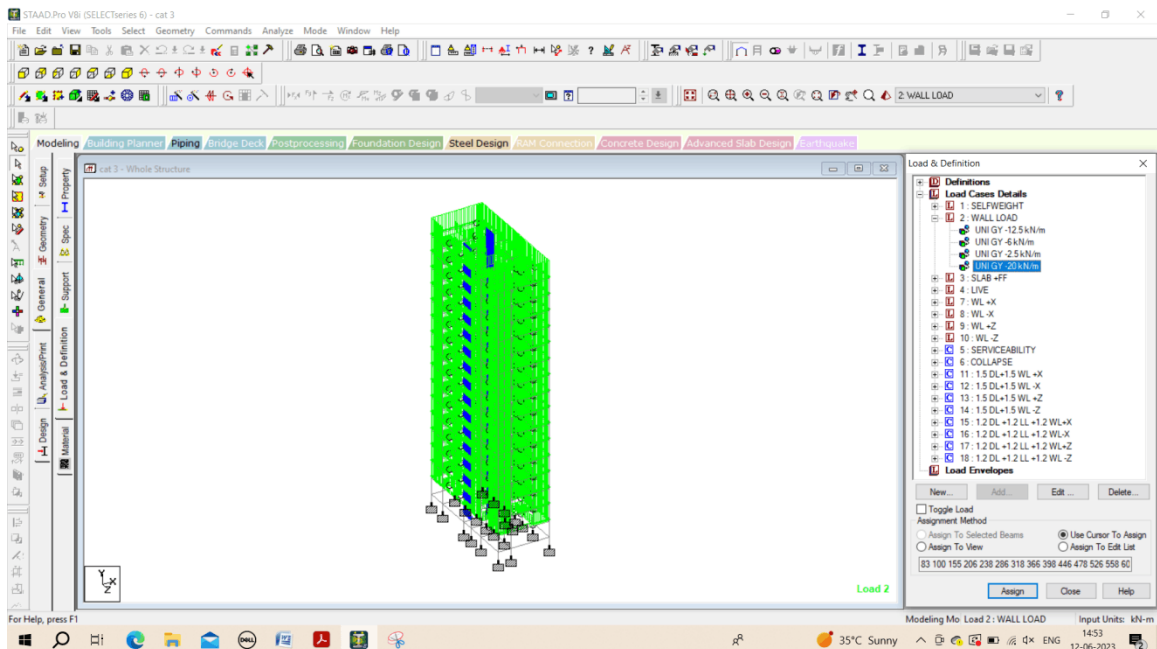 STAAD.Pro V8i (SELECTseries 6) - cat 3
File Edit View Tools Select Geometry Commands Analyze Mode Window Help
2: WALL LOAD
Modeling Building Planner Piping Bridge Deck Postprocessing Foundation Design Steel Design RAM Connection Concrete Design Advanced Slab Design Earthquake
Setup
Geometry
General
Analysis/Print
Design
Property
Spec
Support
Load & Definition
Material
cat 3 - Whole Structure
Y
X
Z
Load 2
Load & Definition
Definitions
Load Cases Details
1 : SELFWEIGHT
2 : WALL LOAD
UNI GY -12.5 kN/m
UNI GY -6 kN/m
UNI GY -2.5 kN/m
UNI GY -20 kN/m
3 : SLAB +FF
4 : LIVE
7 : WL +X
8 : WL -X
9 : WL +Z
10 : WL -Z
5 : SERVICEABILITY
6 : COLLAPSE
11 : 1.5 DL+1.5 WL +X
12 : 1.5 DL+1.5 WL -X
13 : 1.5 DL+1.5 WL +Z
14 : 1.5 DL+1.5 WL -Z
15 : 1.2 DL +1.2 LL +1.2 WL+X
16 : 1.2 DL +1.2 LL +1.2 WL-X
17 : 1.2 DL +1.2 LL +1.2 WL+Z
18 : 1.2 DL +1.2 LL +1.2 WL -Z
Load Envelopes
New... Add... Edit ... Delete...
Toggle Load
Assignment Method
Assign To Selected Beams Use Cursor To Assign
Assign To View Assign To Edit List
83 100 155 206 238 286 318 366 398 446 478 526 558 60
Assign Close Help
For Help, press F1
Modeling Mo Load 2 : WALL LOAD Input Units: kN-m
DELL
35°C Sunny ENG
14:53
12-06-2023